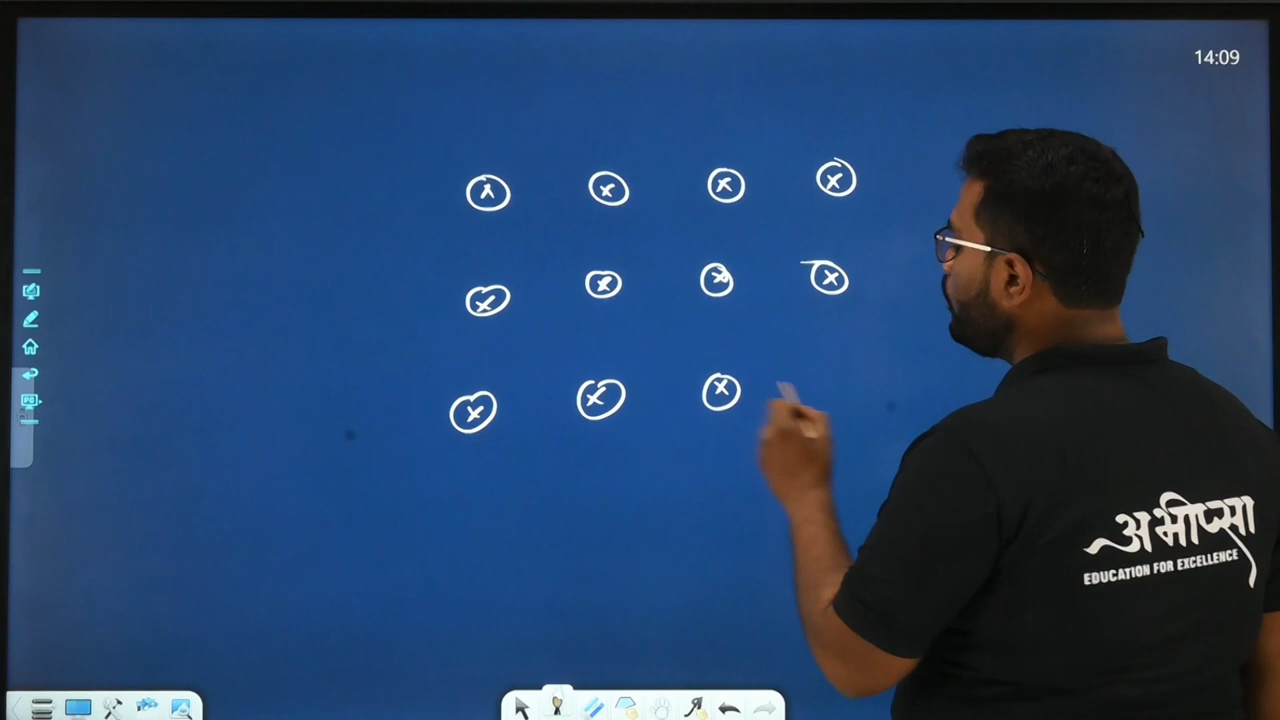 14:09
x x x x
x x x x
x x x
अभीप्सा
EDUCATION FOR EXCELLENCE